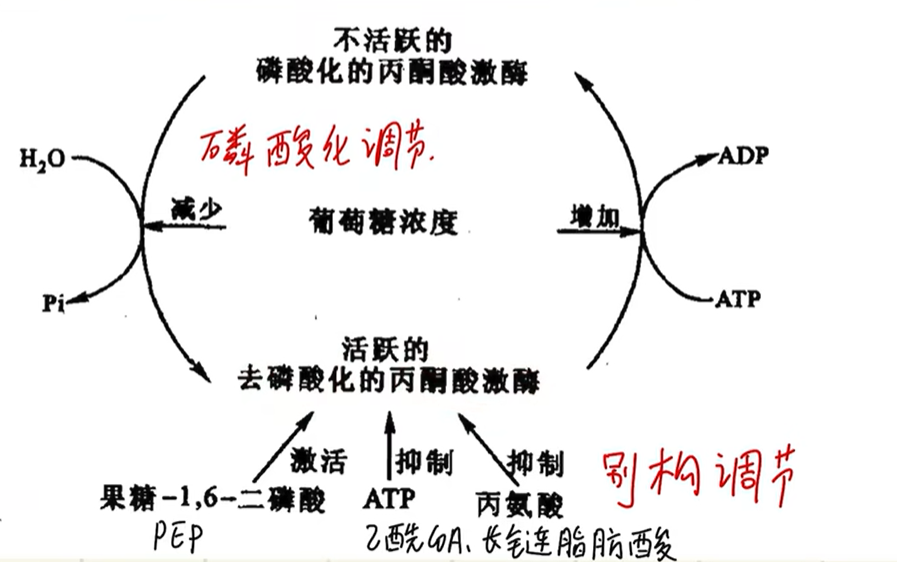 不活跃的
磷酸化的丙酮酸激酶
磷酸化调节.
H₂O
ADP
减少
葡萄糖浓度
增加
Pi
ATP
活跃的
去磷酸化的丙酮酸激酶
激活
抑制
抑制
别构调节
果糖-1,6-二磷酸
ATP
丙氨酸
PEP
乙酰CoA、长链脂肪酸